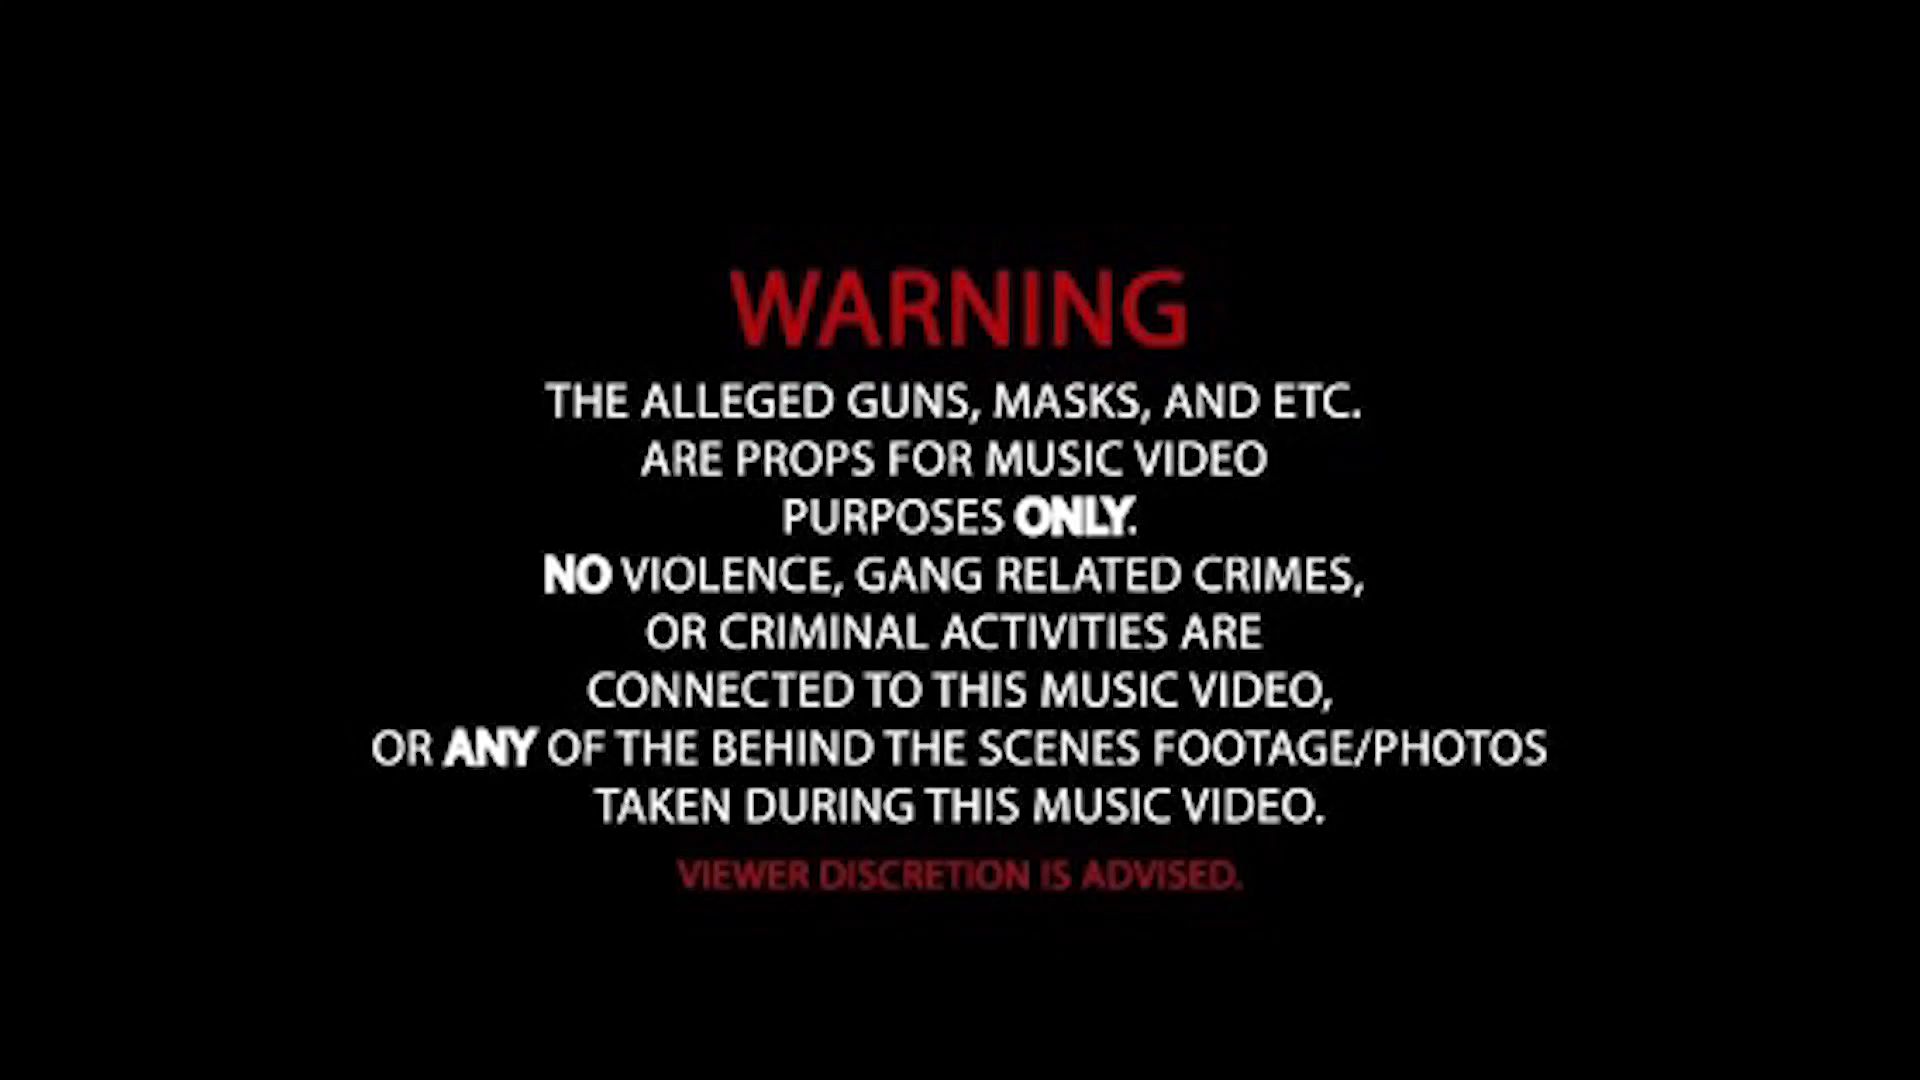 WARNING
THE ALLEGED GUNS, MASKS, AND ETC.
ARE PROPS FOR MUSIC VIDEO
PURPOSES ONLY.
NO VIOLENCE, GANG RELATED CRIMES,
OR CRIMINAL ACTIVITIES ARE
CONNECTED TO THIS MUSIC VIDEO,
OR ANY OF THE BEHIND THE SCENES FOOTAGE/PHOTOS
TAKEN DURING THIS MUSIC VIDEO.
VIEWER DISCRETION IS ADVISED.